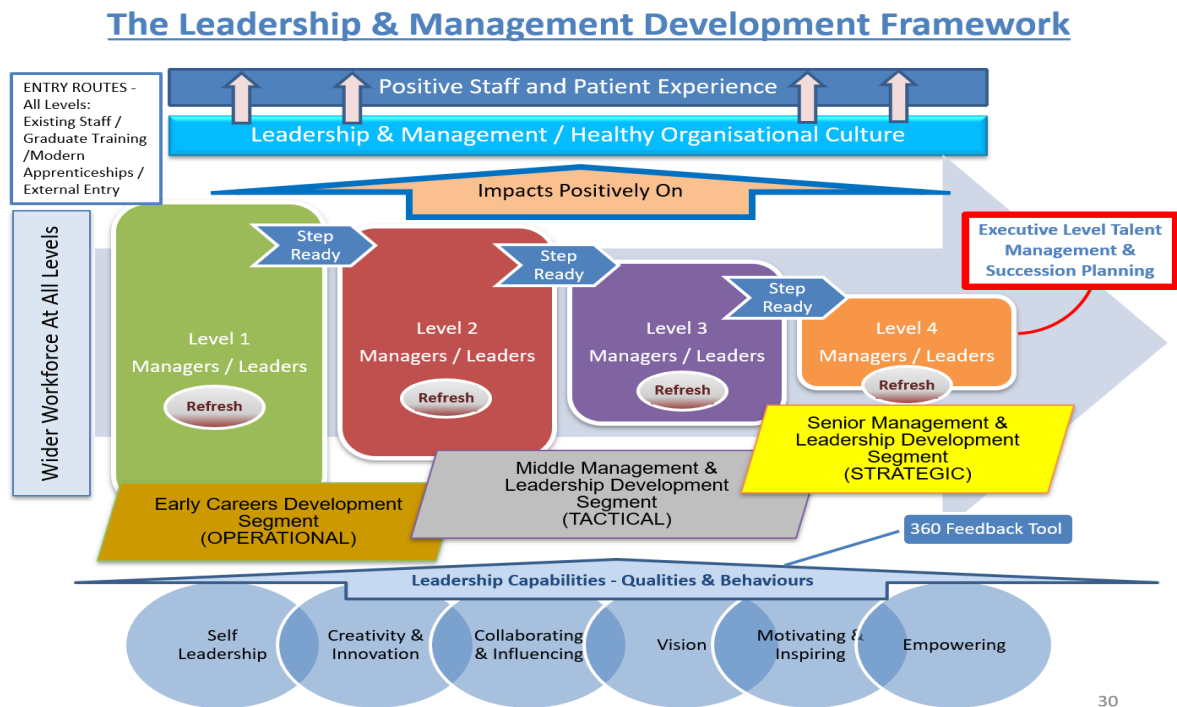 The Leadership & Management Development Framework
ENTRY ROUTES -
All Levels:
Existing Staff /
Graduate Training
/Modern
Apprenticeships /
External Entry
Positive Staff and Patient Experience
Leadership & Management / Healthy Organisational Culture
Impacts Positively On
Wider Workforce At All Levels
Step
Ready
Step
Ready
Step
Ready
Executive Level Talent
Management &
Succession Planning
Level 1
Managers / Leaders
Refresh
Level 2
Managers / Leaders
Refresh
Level 3
Managers / Leaders
Refresh
Level 4
Managers / Leaders
Refresh
Early Careers Development
Segment
(OPERATIONAL)
Middle Management &
Leadership Development
Segment
(TACTICAL)
Senior Management &
Leadership Development
Segment
(STRATEGIC)
360 Feedback Tool
Leadership Capabilities - Qualities & Behaviours
Self
Leadership
Creativity &
Innovation
Collaborating
& Influencing
Vision
Motivating &
Inspiring
Empowering
30